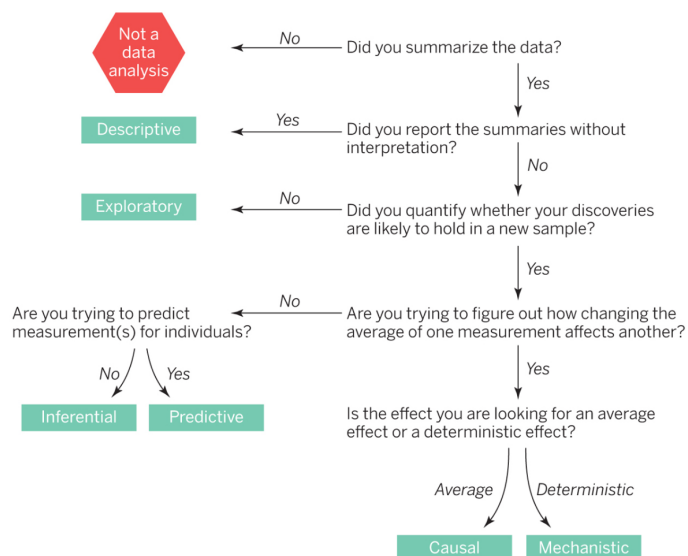 Not a
data
analysis
No
Did you summarize the data?
Yes
Descriptive
Yes
Did you report the summaries without
interpretation?
No
Exploratory
No
Did you quantify whether your discoveries
are likely to hold in a new sample?
Yes
Are you trying to predict
measurement(s) for individuals?
No
Are you trying to figure out how changing the
average of one measurement affects another?
No
Yes
Yes
Inferential
Predictive
Is the effect you are looking for an average
effect or a deterministic effect?
Average
Deterministic
Causal
Mechanistic